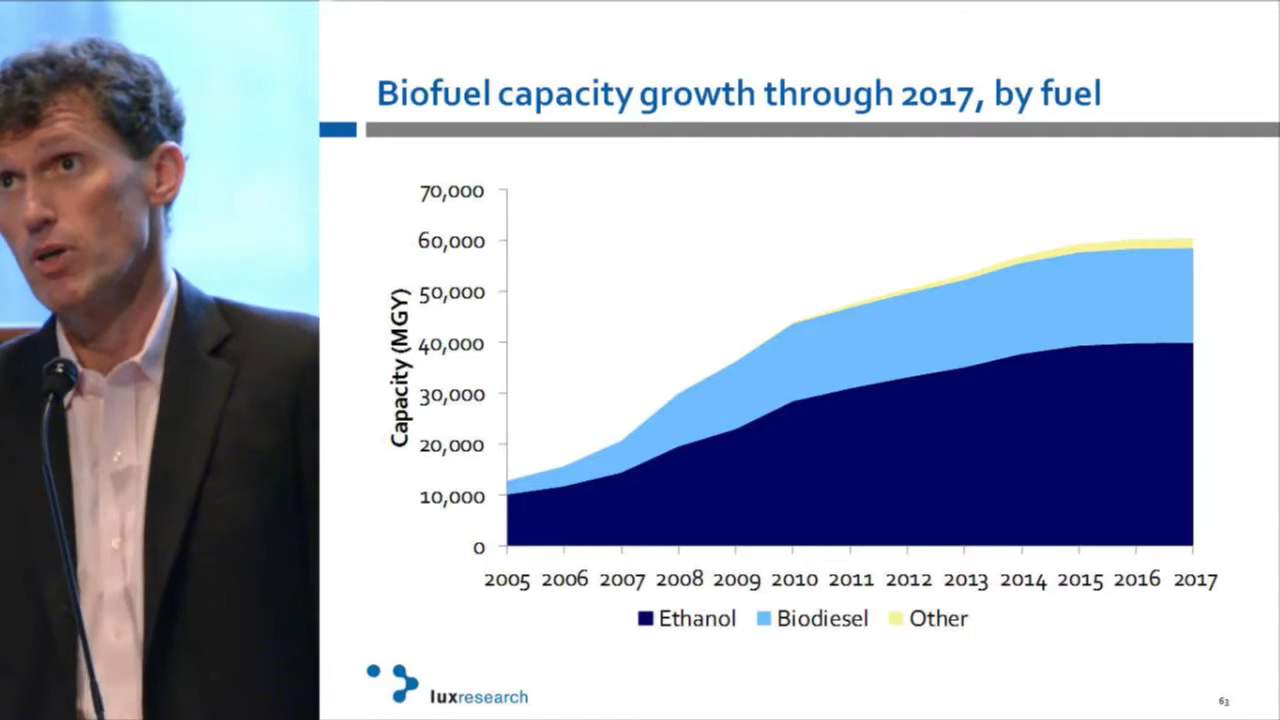 Biofuel capacity growth through 2017, by fuel
Capacity (MGY)
70,000
60,000
50,000
40,000
30,000
20,000
10,000
0
2005 2006 2007 2008 2009 2010 2011 2012 2013 2014 2015 2016 2017
Ethanol Biodiesel Other
luxresearch
63